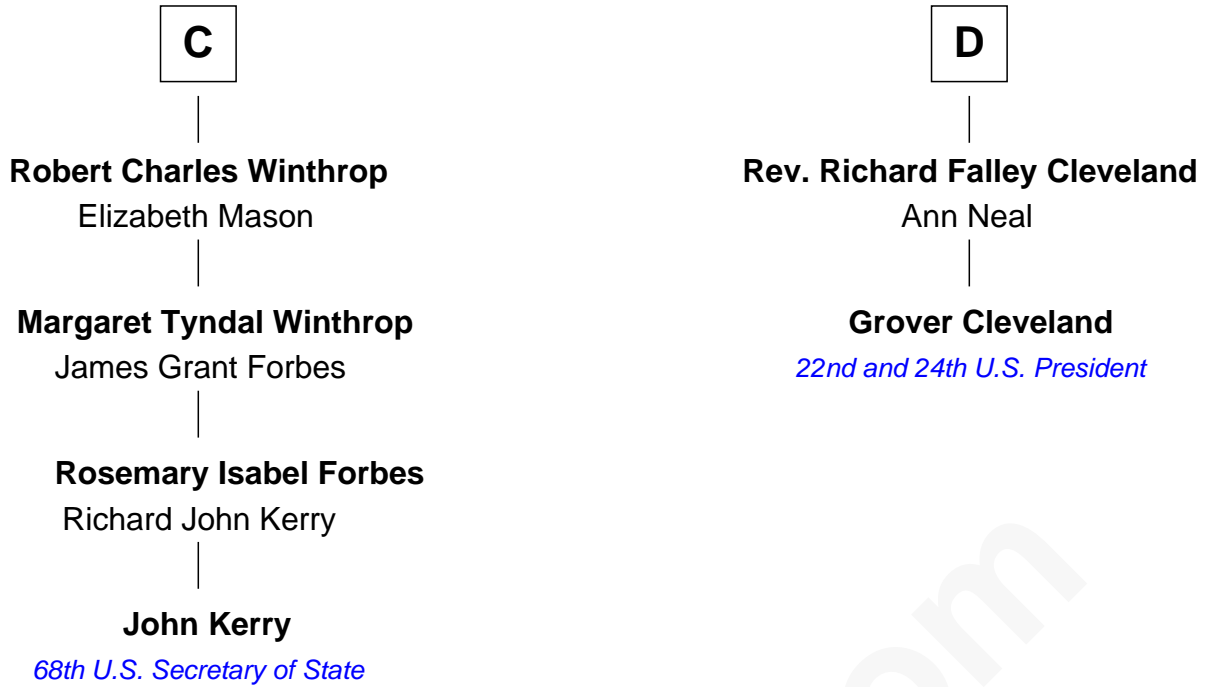 C
Robert Charles Winthrop
Elizabeth Mason
Margaret Tyndal Winthrop
James Grant Forbes
Rosemary Isabel Forbes
Richard John Kerry
John Kerry
68th U.S. Secretary of State
D
Rev. Richard Falley Cleveland
Ann Neal
Grover Cleveland
22nd and 24th U.S. President
om